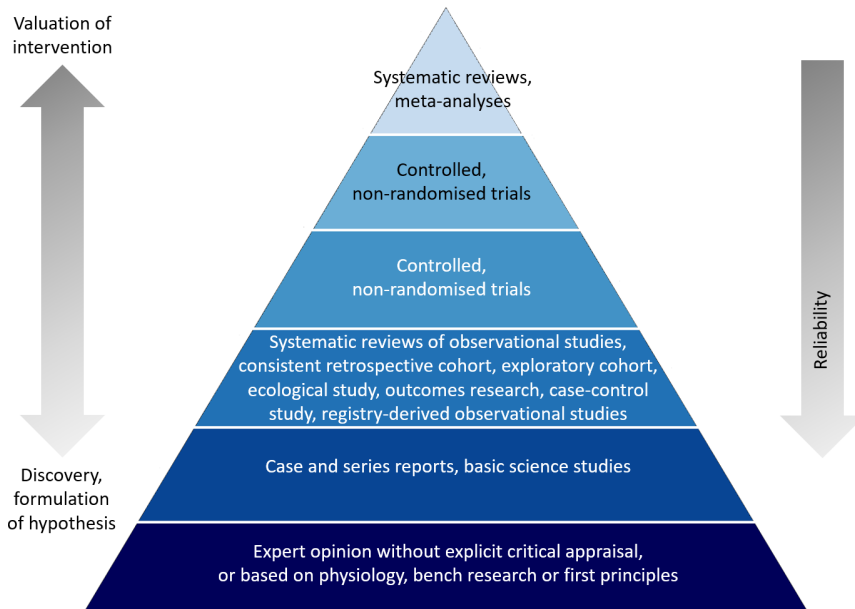 Valuation of
intervention
Systematic reviews,
meta-analyses
Controlled,
non-randomised trials
Controlled,
non-randomised trials
Reliability
Systematic reviews of observational studies,
consistent retrospective cohort, exploratory cohort,
ecological study, outcomes research, case-control
study, registry-derived observational studies
Case and series reports, basic science studies
Discovery,
formulation
of hypothesis
Expert opinion without explicit critical appraisal,
or based on physiology, bench research or first principles